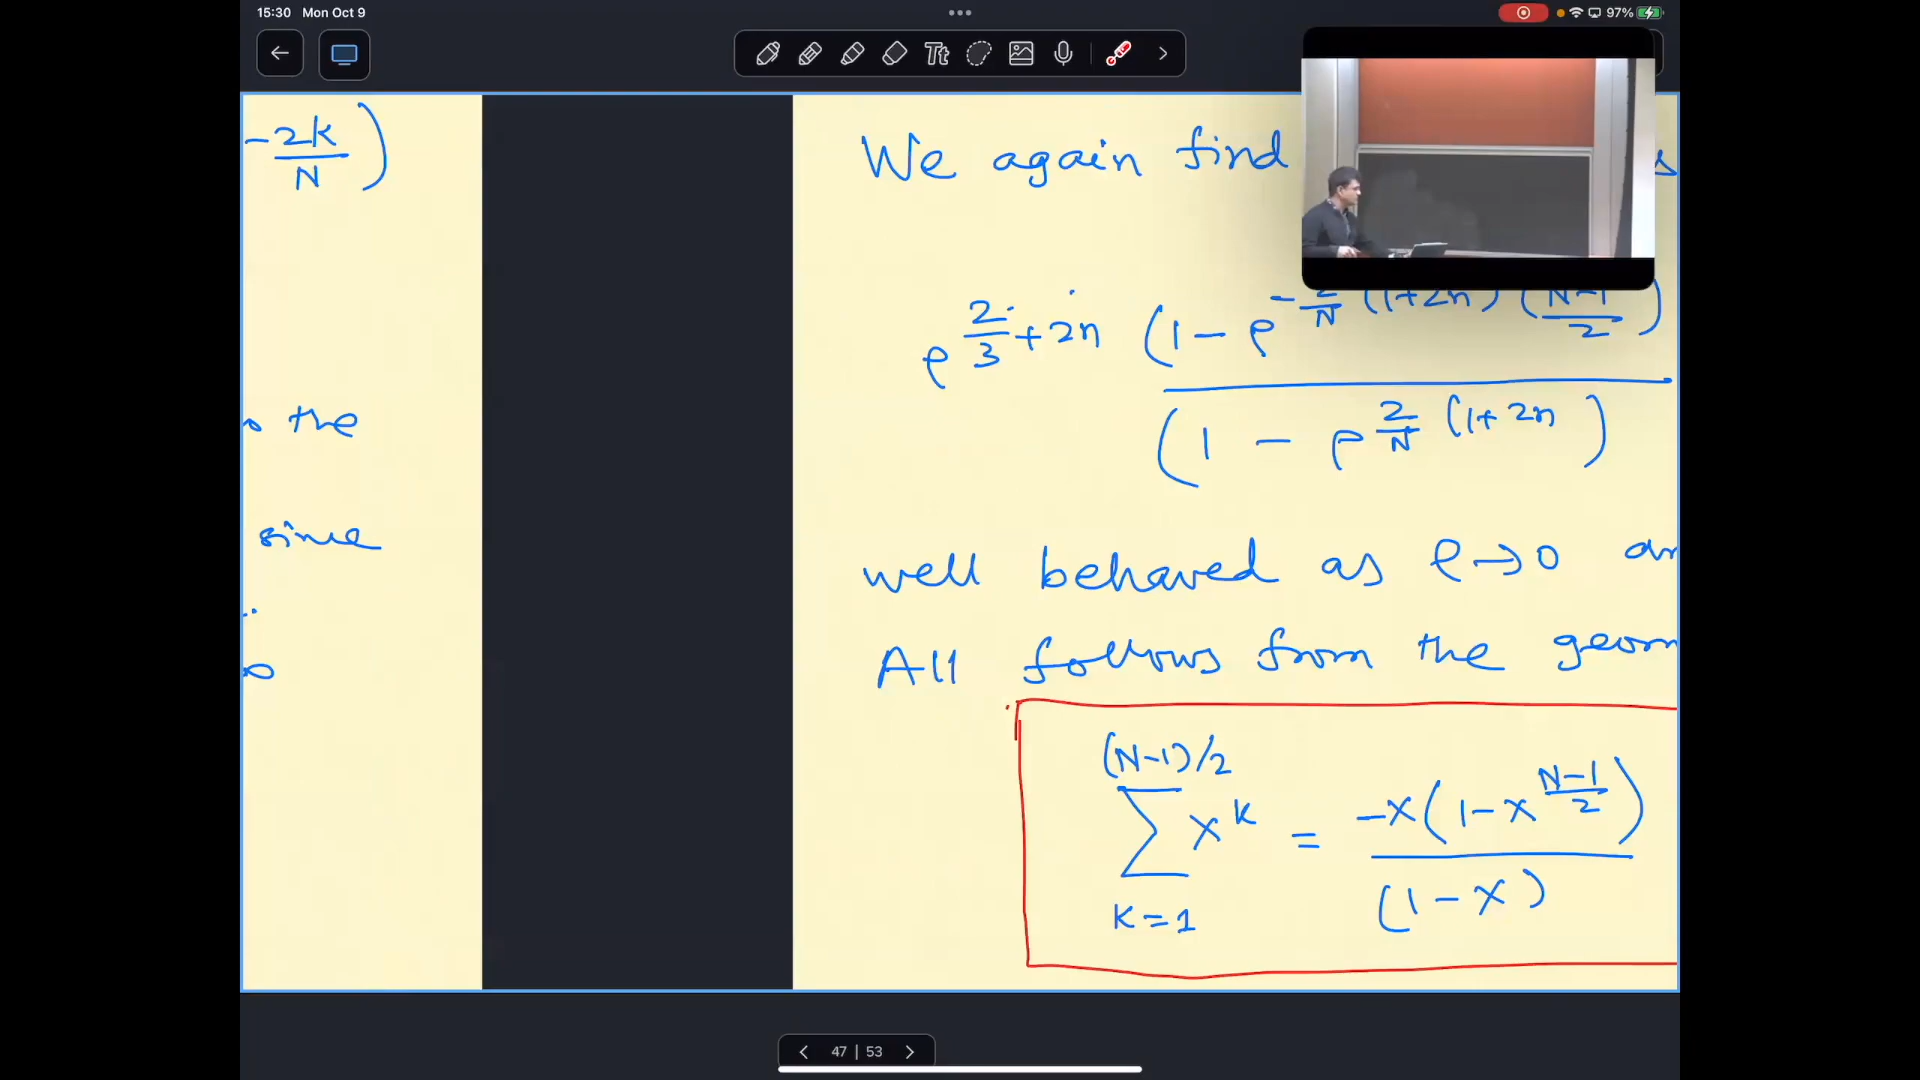 15:30 Mon Oct 9
97%
Tt
-2k/N)
the
since
We again find
ρ^(2/3+2n) (1-ρ^(-2/N (1+2n) (N-1)/2)
(1 - ρ^(2/N (1+2n))
well behaved as ρ→0
All follows from the geom
(N-1)/2
∑ x^k = -x(1-x^((N-1)/2))/(1-x)
k=1
47 | 53